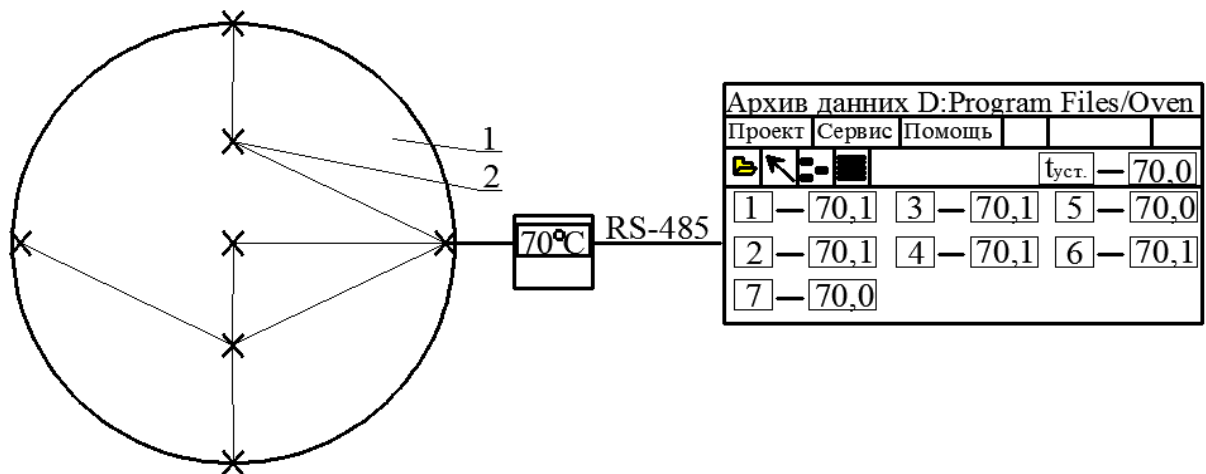 1
2
70°C
RS-485
Архив данних D:Program Files/Oven
Проект Сервис Помощь
tуст. — 70,0
1 — 70,1 3 — 70,1 5 — 70,0
2 — 70,1 4 — 70,1 6 — 70,1
7 — 70,0